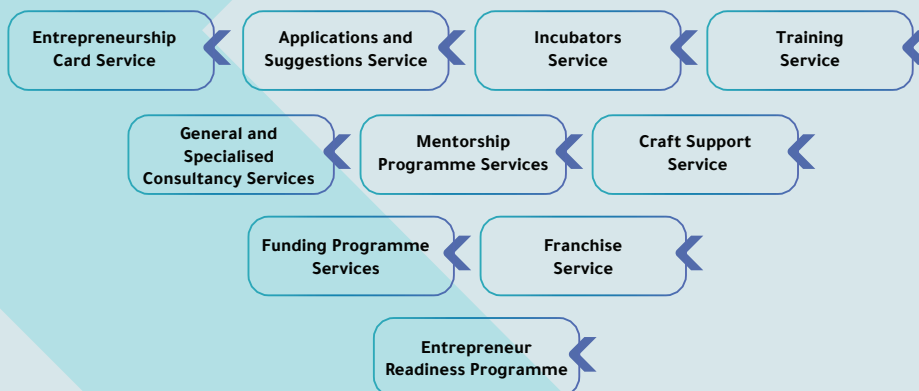 Entrepreneurship
Card Service
Applications and
Suggestions Service
Incubators
Service
Training
Service
General and
Specialised
Consultancy Services
Mentorship
Programme Services
Craft Support
Service
Funding Programme
Services
Franchise
Service
Entrepreneur
Readiness Programme